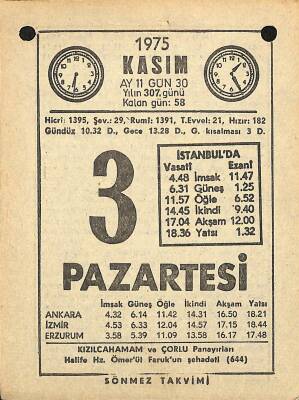 1975
KASIM
AY 11 GÜN 30
Yılın 307. günü
Kalan gün: 58
Hicri: 1395, Şev.: 29, Rumî: 1391, T.Evvel: 21, Hızır: 182
Gündüz 10.32 D., Gece 13.28 D., G. kısalması 3 D.
3
İSTANBUL'DA
Vasati Ezani
4.48 İmsak 11.47
6.31 Güneş 1.25
11.57 Öğle 6.52
14.45 İkindi 9.40
17.04 Akşam 12.00
18.36 Yatsı 1.32
PAZARTESİ
İmsak Güneş Öğle İkindi Akşam Yatsı
ANKARA 4.32 6.14 11.42 14.31 16.50 18.21
İZMİR 4.53 6.33 12.04 14.57 17.15 18.44
ERZURUM 3.58 5.39 11.09 13.58 16.17 17.48
KIZILCAHAMAM ve ÇORLU Panayırları
Halife Hz. Ömer'ül Faruk'un şehadeti (644)
SÖNMEZ TAKVİMİ